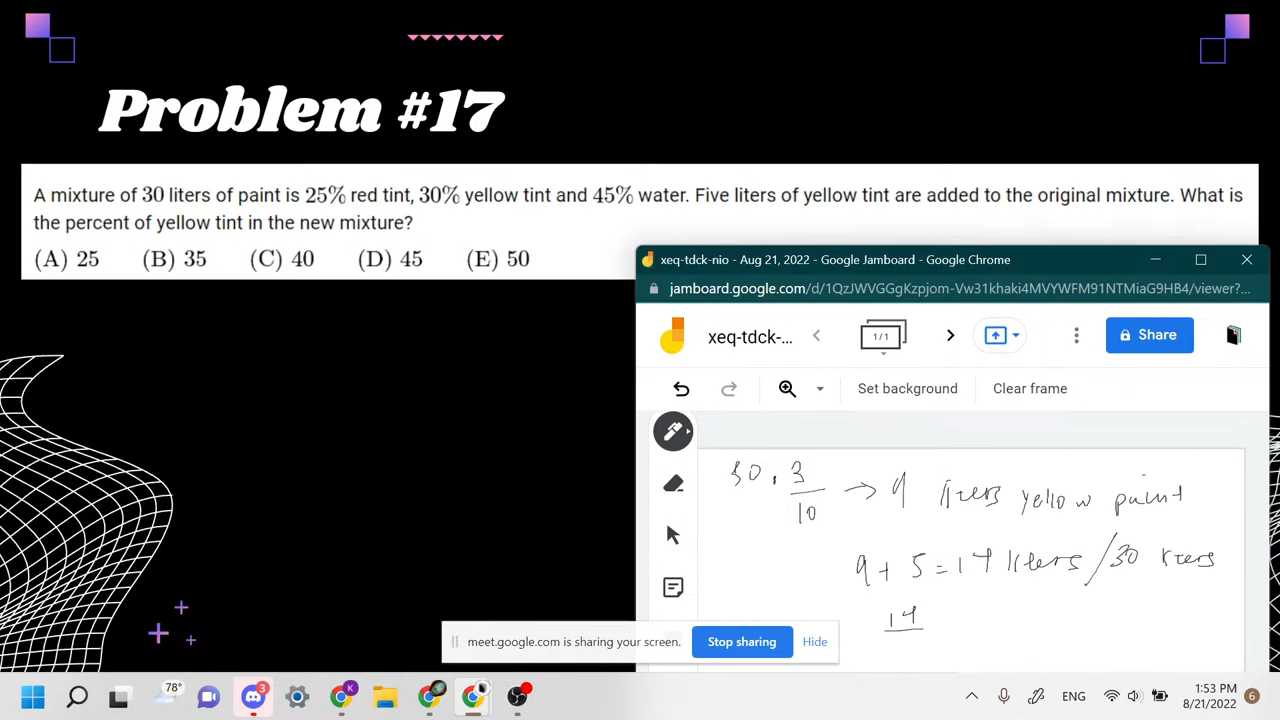 Problem #17
A mixture of 30 liters of paint is 25% red tint, 30% yellow tint and 45% water. Five liters of yellow tint are added to the original mixture. What is
the percent of yellow tint in the new mixture?
(A) 25 (B) 35 (C) 40 (D) 45 (E) 50
xeq-tdck-nio - Aug 21, 2022 - Google Jamboard - Google Chrome
jamboard.google.com/d/1QzJWVGGgKzpjom-Vw31khaki4MVYWFM91NTMiaG9HB4/viewer?...
xeq-tdck-...
1/1
Share
Set background
Clear frame
30 . 3/10 → 9 liters yellow paint
9 + 5 = 14 liters / 30 liters
14
meet.google.com is sharing your screen.
Stop sharing
Hide
78°
3
K
ENG
1:53 PM
8/21/2022
6